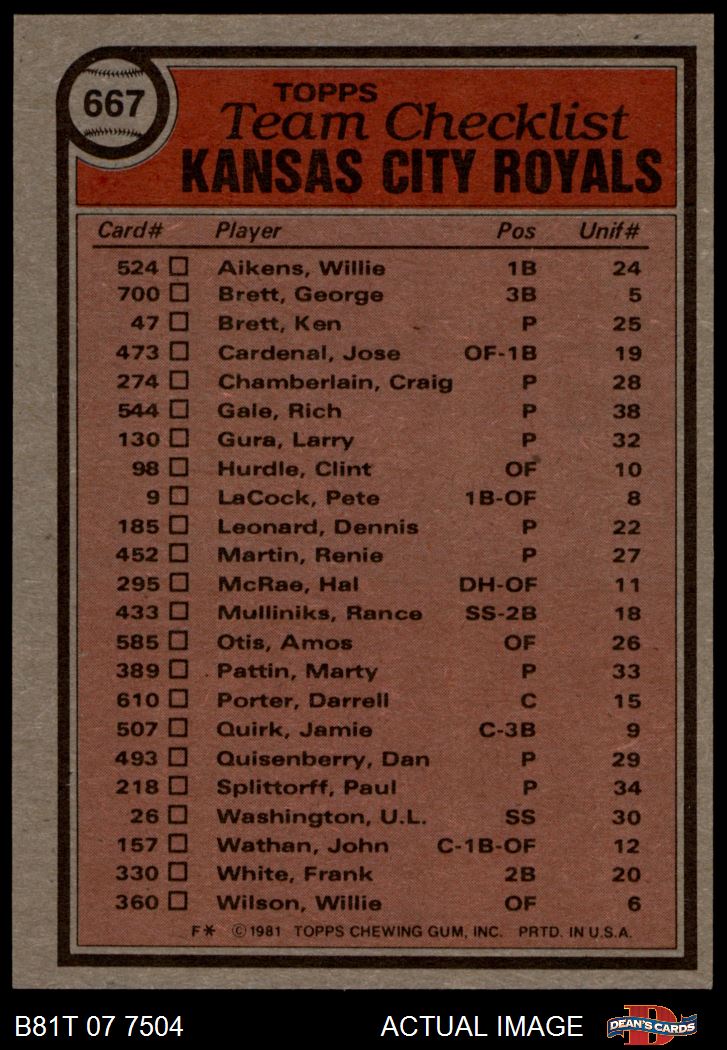 667
TOPPS
Team Checklist
KANSAS CITY ROYALS
Card# Player Pos Unif#
524 Aikens, Willie 1B 24
700 Brett, George 3B 5
47 Brett, Ken P 25
473 Cardenal, Jose OF-1B 19
274 Chamberlain, Craig P 28
544 Gale, Rich P 38
130 Gura, Larry P 32
98 Hurdle, Clint OF 10
9 LaCock, Pete 1B-OF 8
185 Leonard, Dennis P 22
452 Martin, Renie P 27
295 McRae, Hal DH-OF 11
433 Mulliniks, Rance SS-2B 18
585 Otis, Amos OF 26
389 Pattin, Marty P 33
610 Porter, Darrell C 15
507 Quirk, Jamie C-3B 9
493 Quisenberry, Dan P 29
218 Splittorff, Paul P 34
26 Washington, U.L. SS 30
157 Wathan, John C-1B-OF 12
330 White, Frank 2B 20
360 Wilson, Willie OF 6
F* ©1981 TOPPS CHEWING GUM, INC. PRTD. IN U.S.A.
B81T 07 7504 ACTUAL IMAGE DEAN'S CARDS